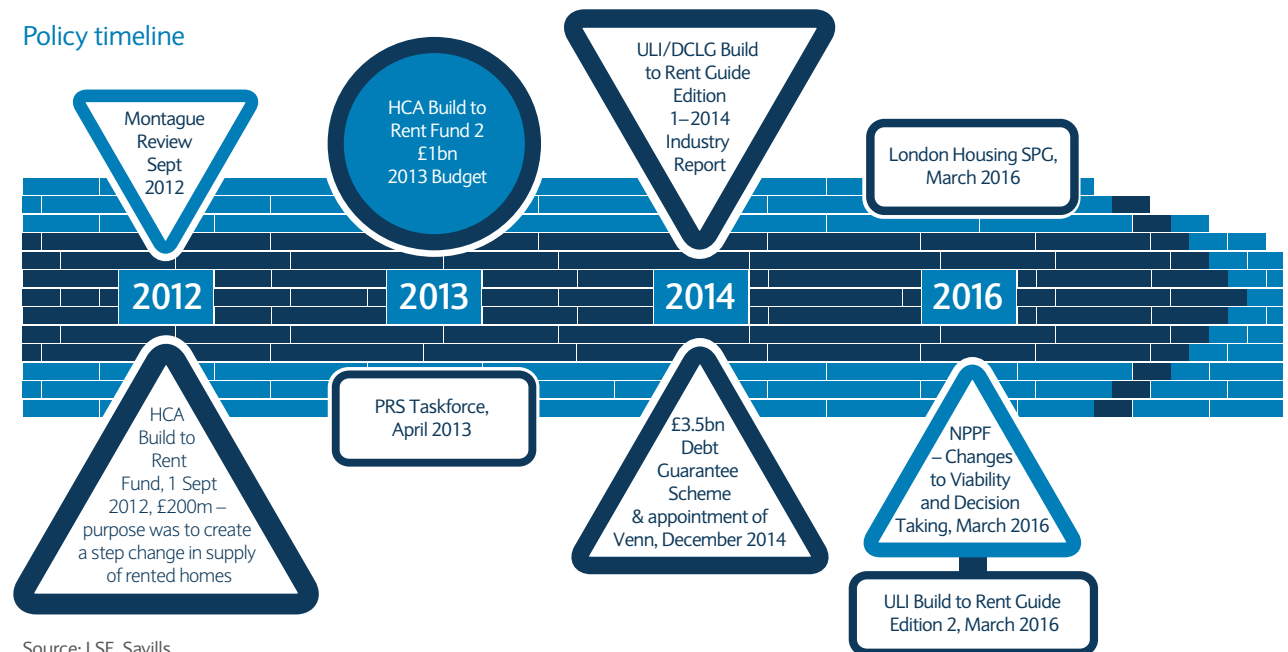 Policy timeline
Montague
Review
Sept
2012
HCA Build to
Rent Fund 2
£1bn
2013 Budget
ULI/DCLG Build
to Rent Guide
Edition
1–2014
Industry
Report
London Housing SPG,
March 2016
2012
2013
2014
2016
HCA
Build to
Rent
Fund, 1 Sept
2012, £200m –
purpose was to create
a step change in supply
of rented homes
PRS Taskforce,
April 2013
£3.5bn
Debt
Guarantee
Scheme
& appointment of
Venn, December 2014
NPPF
– Changes
to Viability
and Decision
Taking, March 2016
ULI Build to Rent Guide
Edition 2, March 2016
Source: LSE, Savills